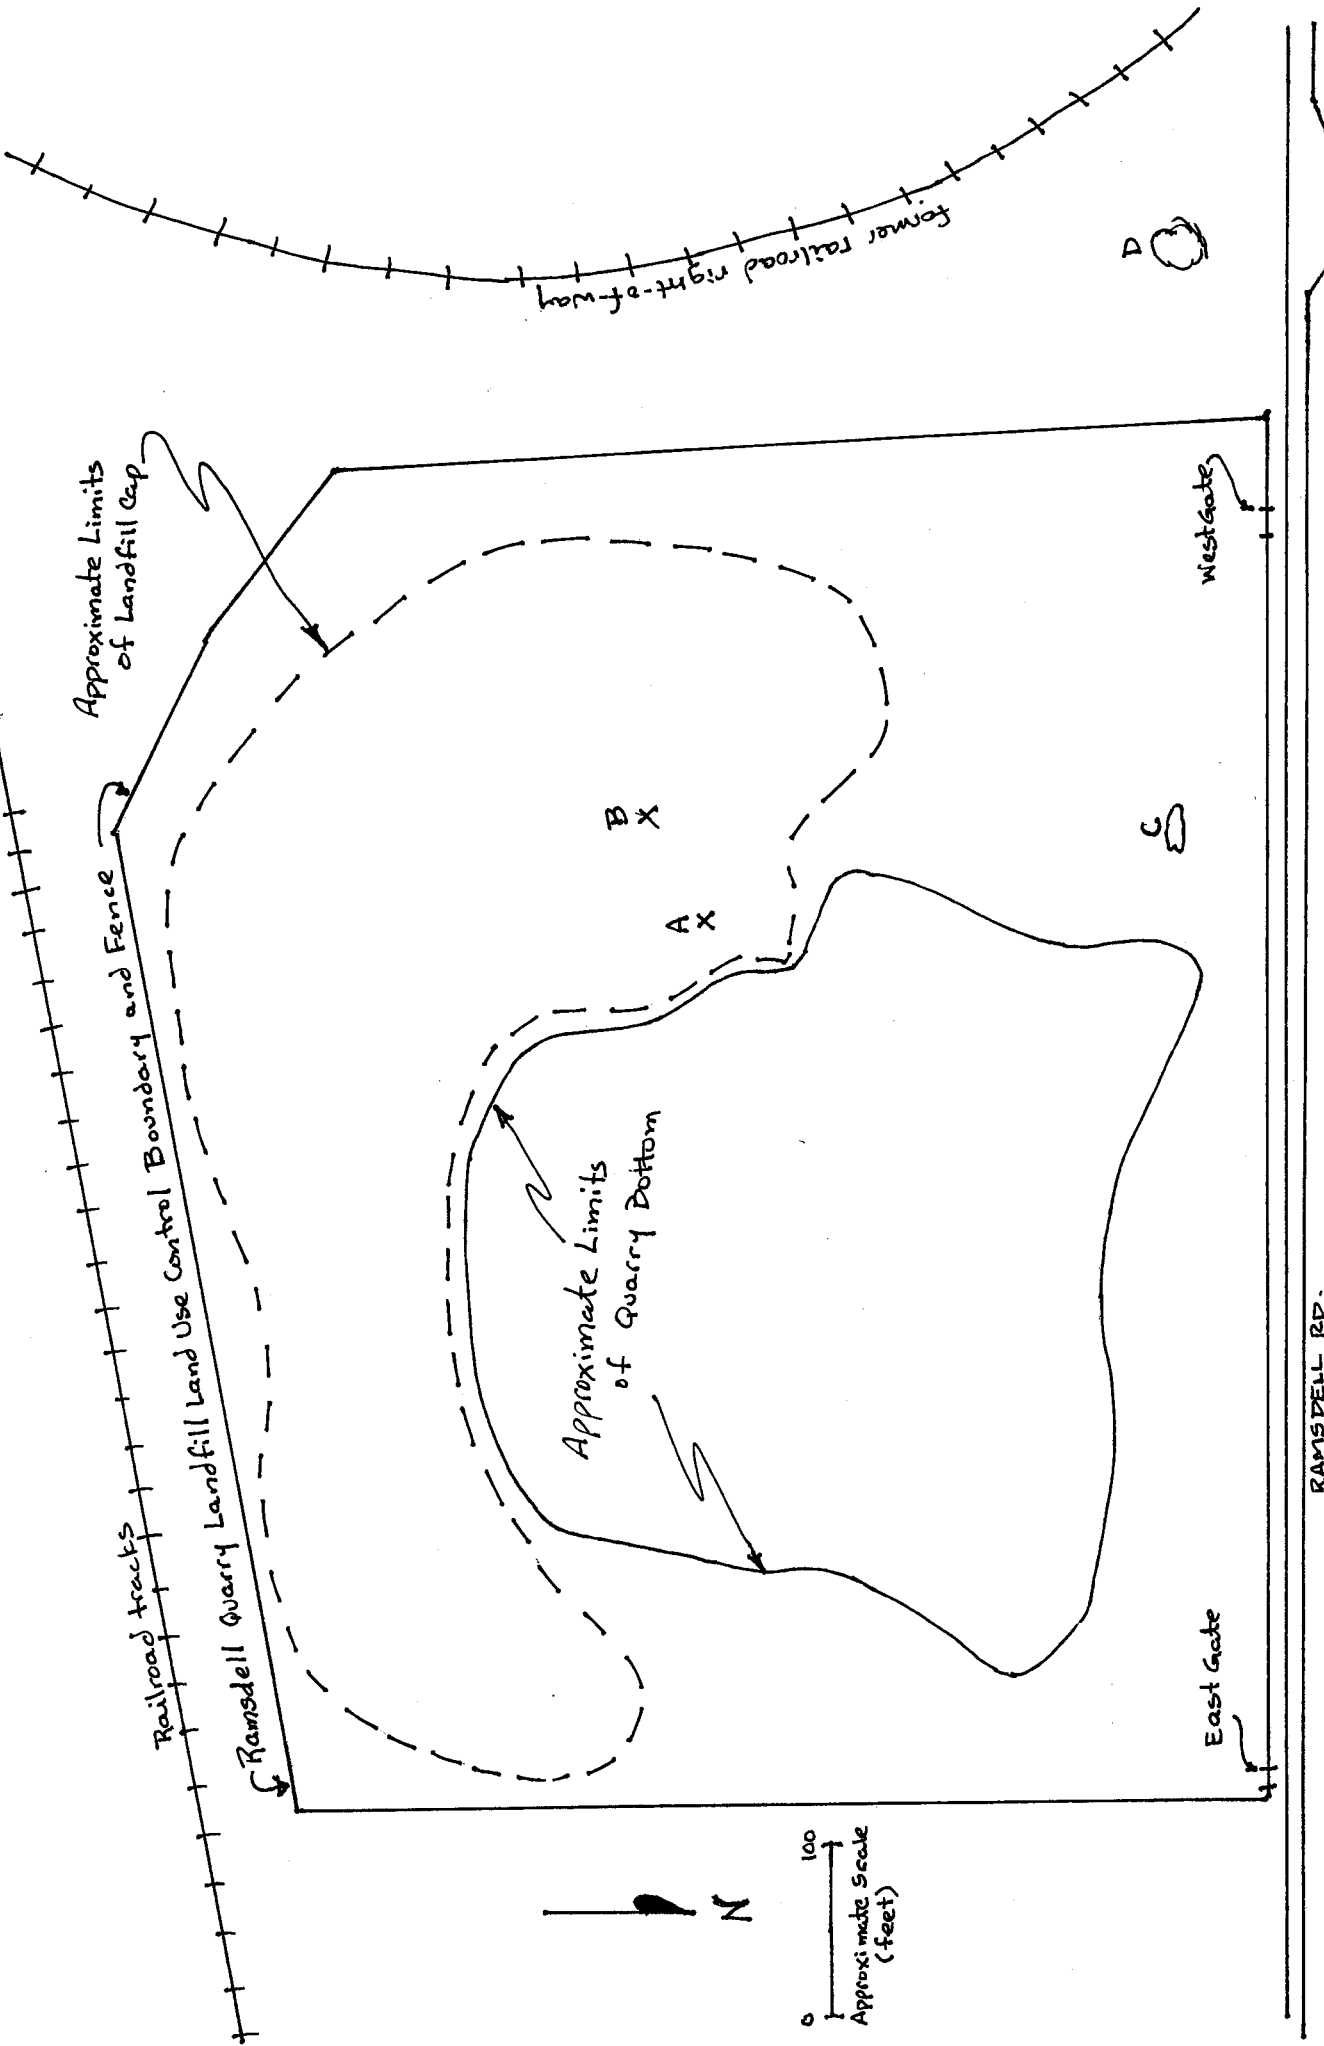 Railroad tracks
Ramsdell Quarry Landfill Land Use Control Boundary and Fence
Approximate Limits
of Landfill Cap
former railroad right-of-way
A
X
B
X
C
D
Approximate Limits
of Quarry Bottom
N
0 100
Approximate Scale
(feet)
East Gate
West Gate
RAMSDELL RD.